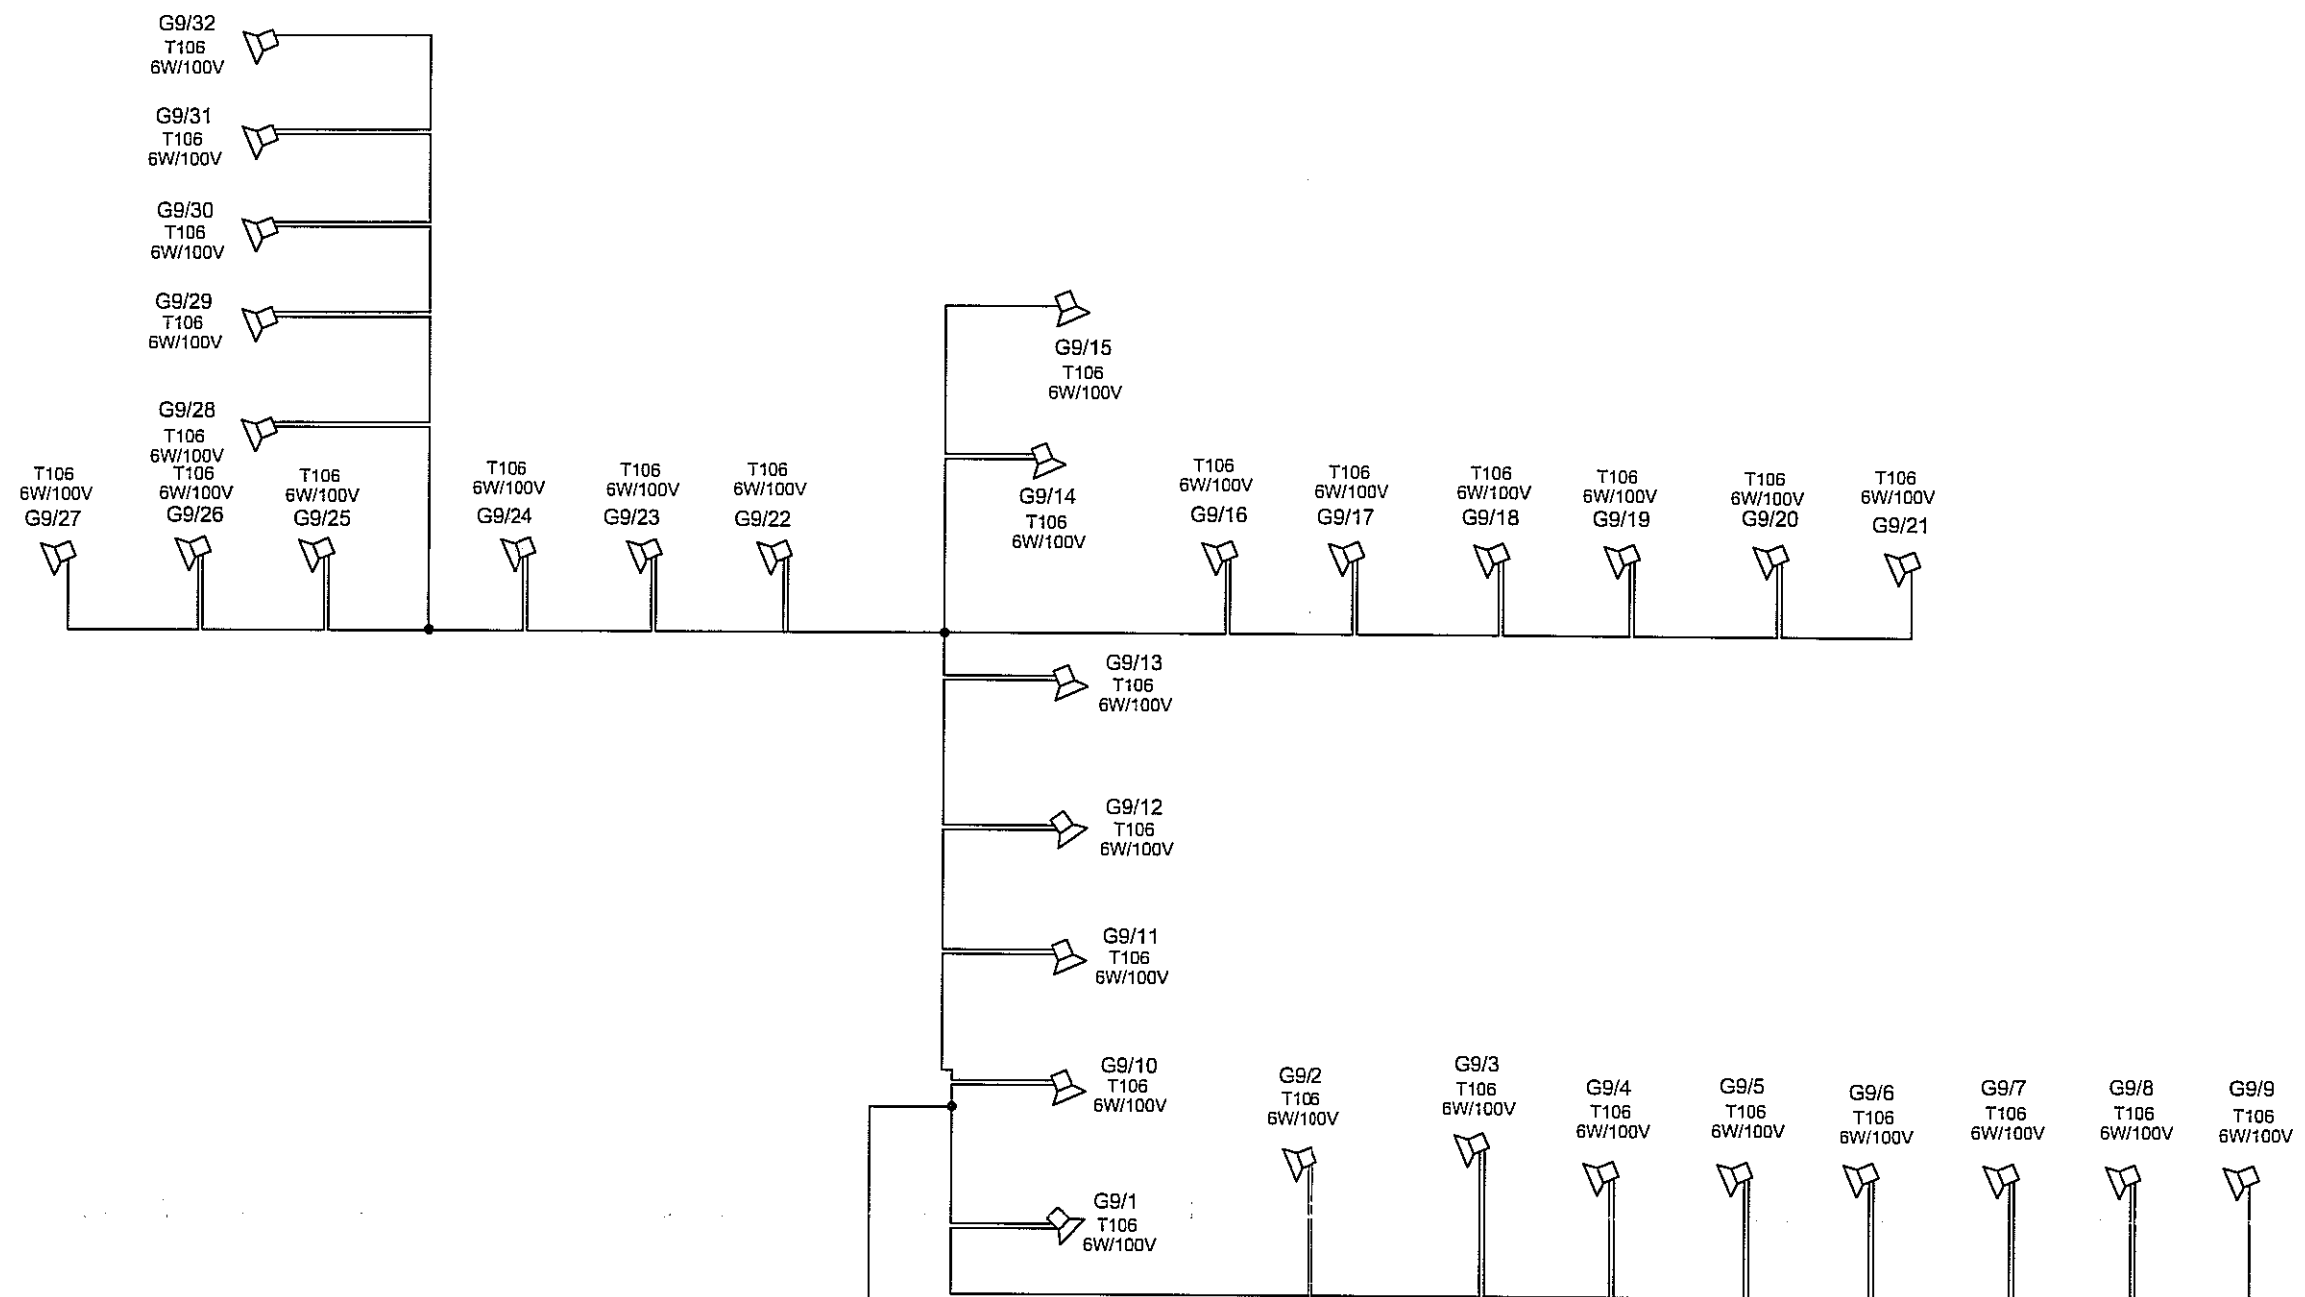 G9/32
T106
6W/100V
G9/31
T106
6W/100V
G9/30
T106
6W/100V
G9/29
T106
6W/100V
G9/28
T106
6W/100V
T106
6W/100V
G9/27
T106
6W/100V
G9/26
T106
6W/100V
G9/25
T106
6W/100V
G9/24
T106
6W/100V
G9/23
T106
6W/100V
G9/22
G9/15
T106
6W/100V
G9/14
T106
6W/100V
T106
6W/100V
G9/16
T106
6W/100V
G9/17
T106
6W/100V
G9/18
T106
6W/100V
G9/19
T106
6W/100V
G9/20
T106
6W/100V
G9/21
G9/13
T106
6W/100V
G9/12
T106
6W/100V
G9/11
T106
6W/100V
G9/10
T106
6W/100V
G9/1
T106
6W/100V
G9/2
T106
6W/100V
G9/3
T106
6W/100V
G9/4
T106
6W/100V
G9/5
T106
6W/100V
G9/6
T106
6W/100V
G9/7
T106
6W/100V
G9/8
T106
6W/100V
G9/9
T106
6W/100V